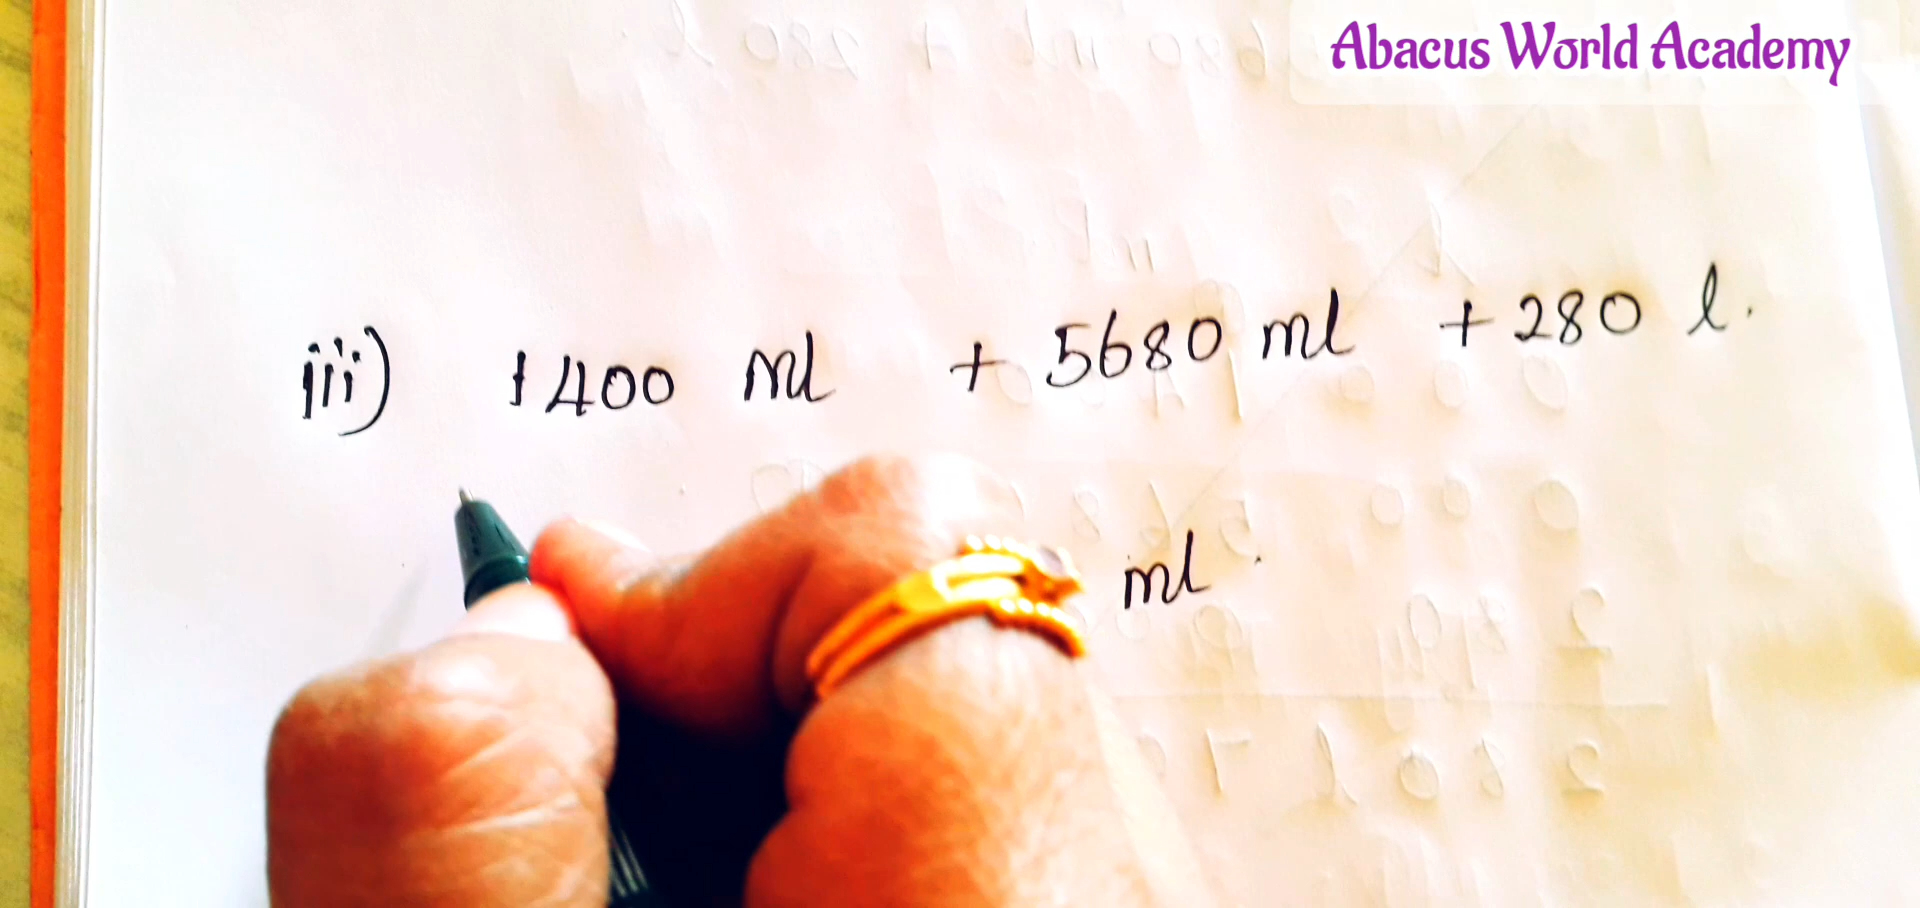 Abacus World Academy
iii) 1400 ml + 5680 ml + 280 l.
ml